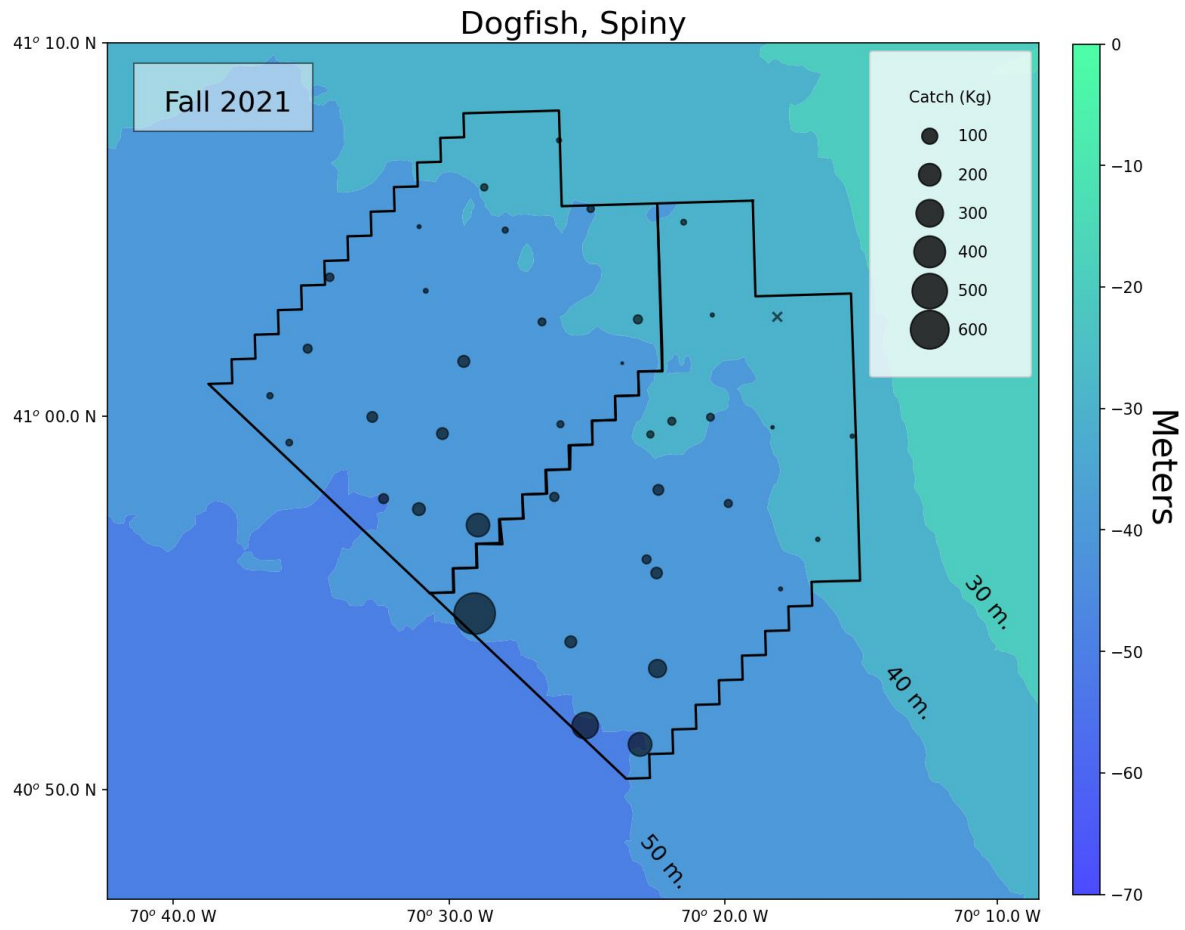 Dogfish, Spiny
41° 10.0 N
Fall 2021
Catch (Kg)
100
200
300
400
500
600
41° 00.0 N
40° 50.0 N
30 m.
40 m.
50 m.
70° 40.0 W
70° 30.0 W
70° 20.0 W
70° 10.0 W
0
−10
−20
−30
−40
−50
−60
−70
Meters